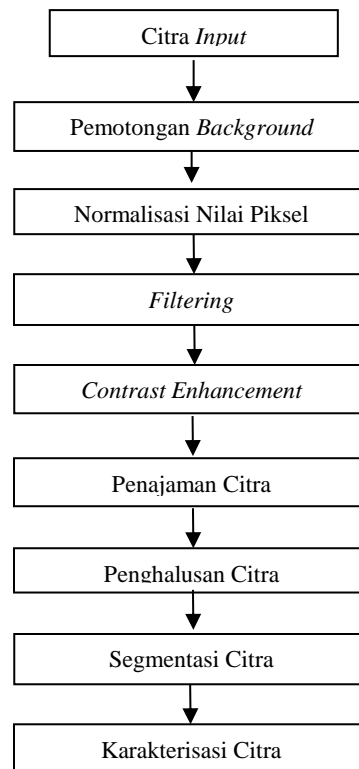 Citra Input
Pemotongan Background
Normalisasi Nilai Piksel
Filtering
Contrast Enhancement
Penajaman Citra
Penghalusan Citra
Segmentasi Citra
Karakterisasi Citra